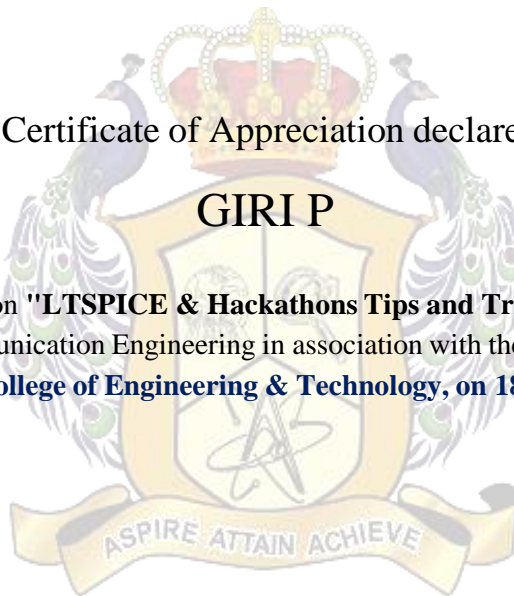 Certificate of Appreciation declare
GIRI P
on "LTSPICE & Hackathons Tips and Tr
unication Engineering in association with the
ollege of Engineering & Technology, on 18
ASPIRE ATTAIN ACHIEVE